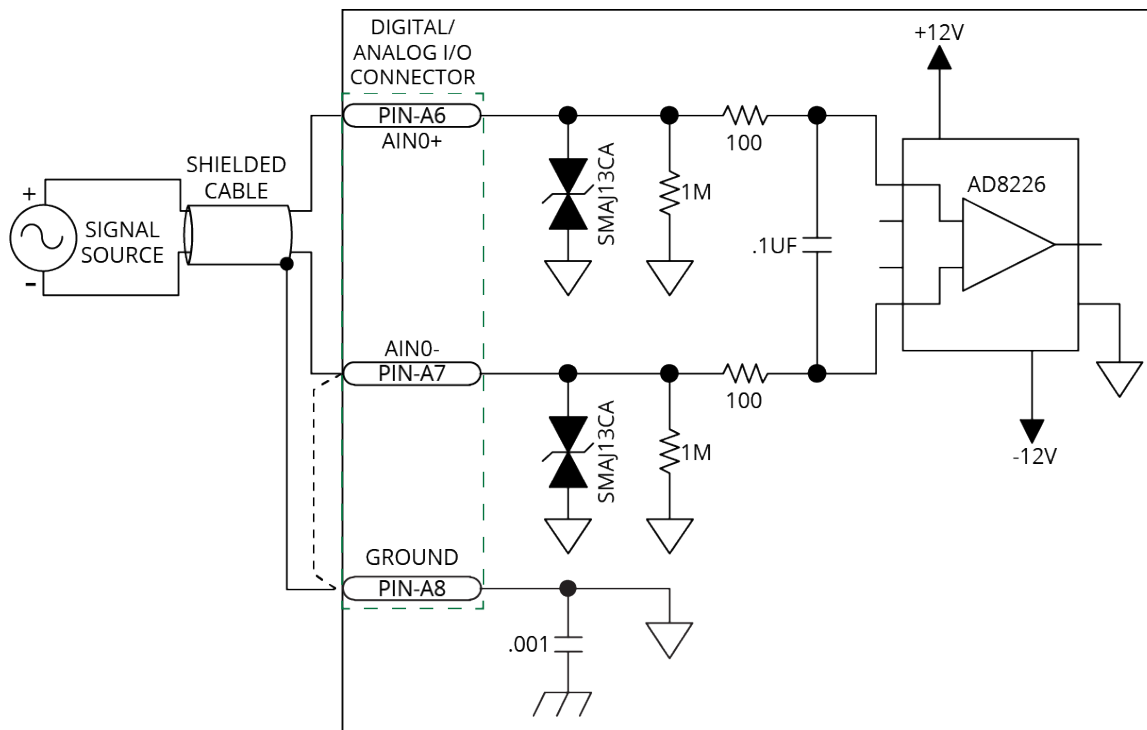 DIGITAL/
ANALOG I/O
CONNECTOR
+12V
PIN-A6
AIN0+
100
SHIELDED
CABLE
SMAJ13CA
1M
AD8226
+
SIGNAL
SOURCE
-
.1UF
AIN0-
PIN-A7
100
SMAJ13CA
1M
-12V
GROUND
PIN-A8
.001